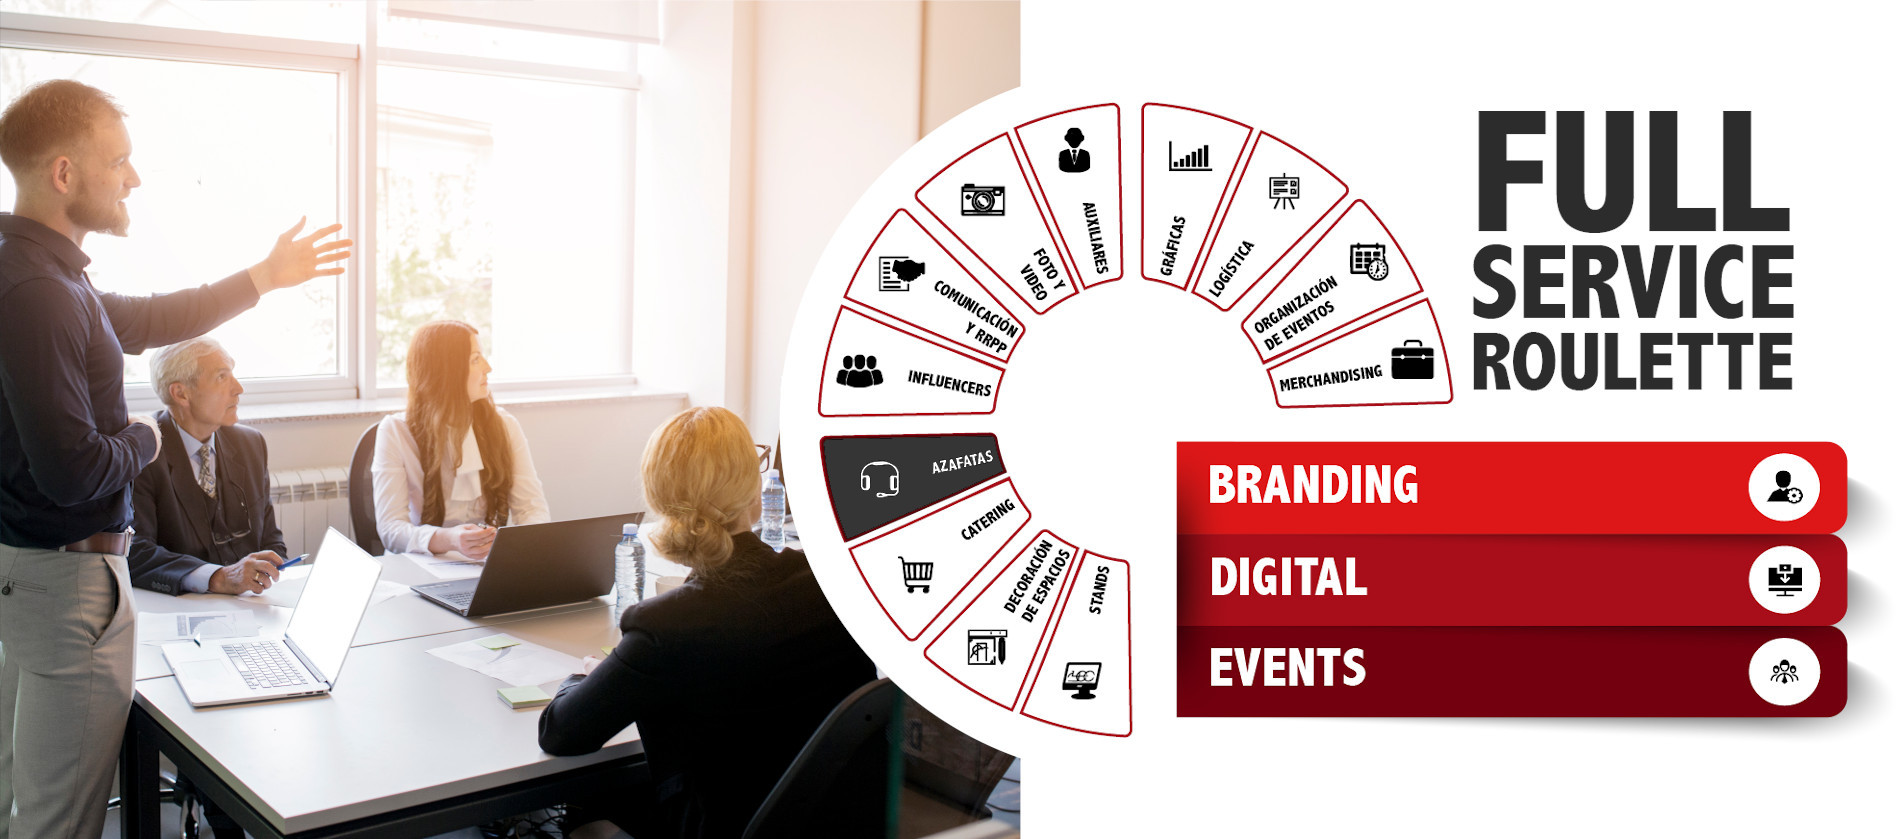 FULL
SERVICE
ROULETTE
AUXILIARES
GRÁFICAS
LOGÍSTICA
ORGANIZACIÓN
DE EVENTOS
MERCHANDISING
FOTO Y
VIDEO
COMUNICACIÓN
Y RRPP
INFLUENCERS
AZAFATAS
CATERING
DECORACIÓN
DE ESPACIOS
STANDS
BRANDING
DIGITAL
EVENTS